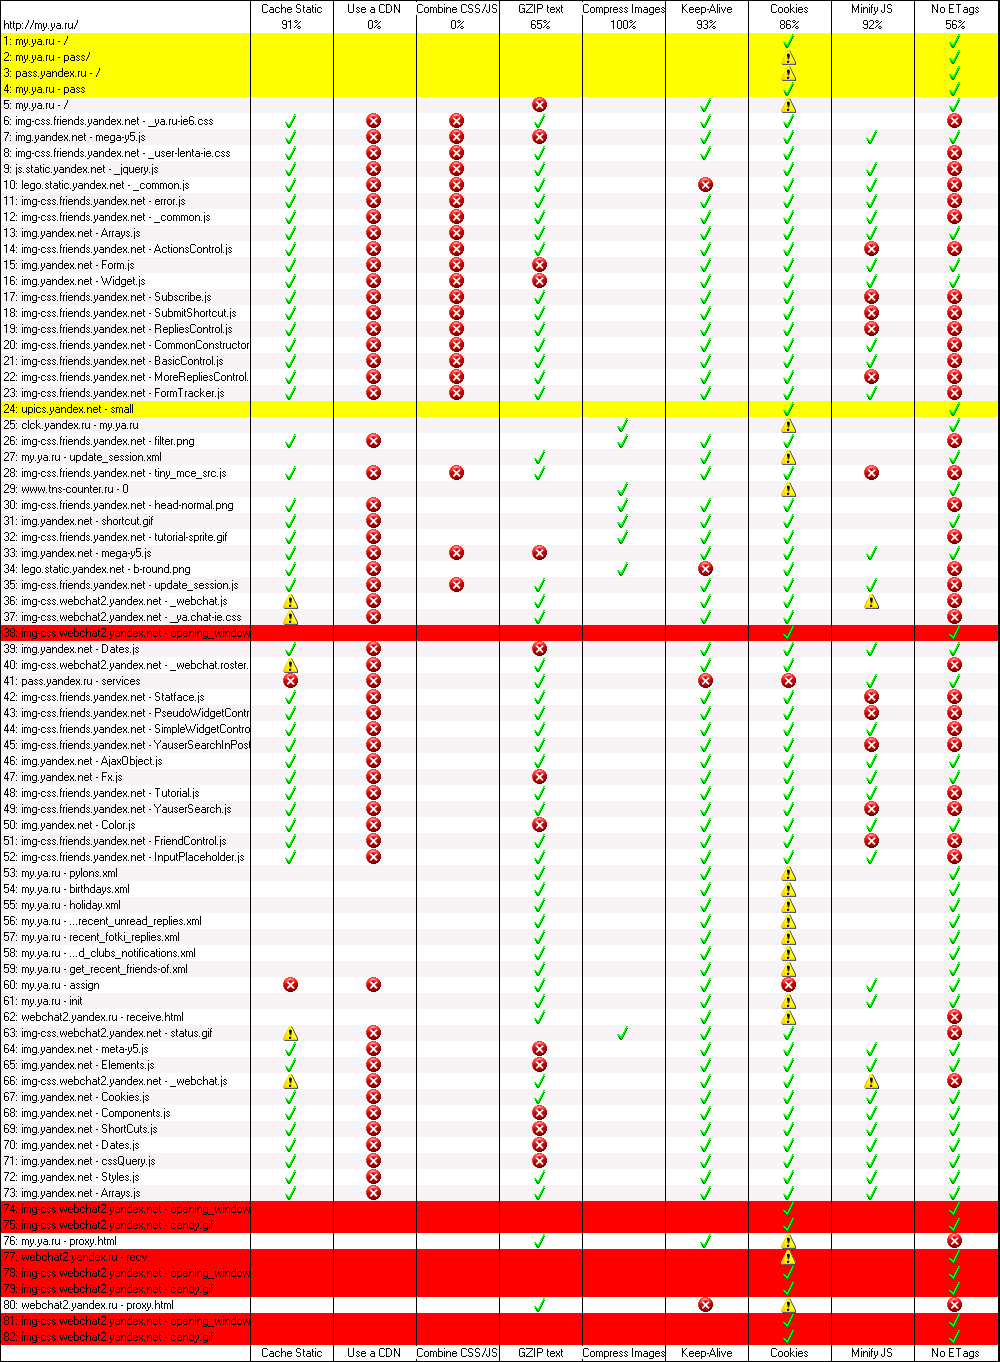 Cache Static Use a CDN Combine CSS/JS GZIP text Compress Images Keep-Alive Cookies Minify JS No ETags
http://my.ya.ru/ 91% 0% 0% 65% 100% 93% 86% 92% 56%
1: my.ya.ru - /
2: my.ya.ru - pass/
3: pass.yandex.ru - /
4: my.ya.ru - pass
5: my.ya.ru - /
6: img-css.friends.yandex.net - _ya.ru-ie6.css
7: img.yandex.net - mega-y5.js
8: img-css.friends.yandex.net - _user-lenta-ie.css
9: js.static.yandex.net - _jquery.js
10: lego.static.yandex.net - _common.js
11: img-css.friends.yandex.net - error.js
12: img-css.friends.yandex.net - _common.js
13: img.yandex.net - Arrays.js
14: img-css.friends.yandex.net - ActionsControl.js
15: img.yandex.net - Form.js
16: img.yandex.net - Widget.js
17: img-css.friends.yandex.net - Subscribe.js
18: img-css.friends.yandex.net - SubmitShortcut.js
19: img-css.friends.yandex.net - RepliesControl.js
20: img-css.friends.yandex.net - CommonConstructor
21: img-css.friends.yandex.net - BasicControl.js
22: img-css.friends.yandex.net - MoreRepliesControl.
23: img-css.friends.yandex.net - FormTracker.js
24: upics.yandex.net - small
25: clck.yandex.ru - my.ya.ru
26: img-css.friends.yandex.net - filter.png
27: my.ya.ru - update_session.xml
28: img-css.friends.yandex.net - tiny_mce_src.js
29: www.tns-counter.ru - 0
30: img-css.friends.yandex.net - head-normal.png
31: img.yandex.net - shortcut.gif
32: img-css.friends.yandex.net - tutorial-sprite.gif
33: img.yandex.net - mega-y5.js
34: lego.static.yandex.net - b-round.png
35: img-css.friends.yandex.net - update_session.js
36: img-css.webchat2.yandex.net - _webchat.js
37: img-css.webchat2.yandex.net - _ya.chat-ie.css
38: img-css.webchat2.yandex.net - opening_window
39: img.yandex.net - Dates.js
40: img-css.webchat2.yandex.net - _webchat.roster.
41: pass.yandex.ru - services
42: img-css.friends.yandex.net - Statface.js
43: img-css.friends.yandex.net - PseudoWidgetContr
44: img-css.friends.yandex.net - SimpleWidgetContro
45: img-css.friends.yandex.net - YauserSearchInPost
46: img.yandex.net - AjaxObject.js
47: img.yandex.net - Fx.js
48: img-css.friends.yandex.net - Tutorial.js
49: img-css.friends.yandex.net - YauserSearch.js
50: img.yandex.net - Color.js
51: img-css.friends.yandex.net - FriendControl.js
52: img-css.friends.yandex.net - InputPlaceholder.js
53: my.ya.ru - pylons.xml
54: my.ya.ru - birthdays.xml
55: my.ya.ru - holiday.xml
56: my.ya.ru - ...recent_unread_replies.xml
57: my.ya.ru - recent_fotki_replies.xml
58: my.ya.ru - ...d_clubs_notifications.xml
59: my.ya.ru - get_recent_friends-of.xml
60: my.ya.ru - assign
61: my.ya.ru - init
62: webchat2.yandex.ru - receive.html
63: img-css.webchat2.yandex.net - status.gif
64: img.yandex.net - meta-y5.js
65: img.yandex.net - Elements.js
66: img-css.webchat2.yandex.net - _webchat.js
67: img.yandex.net - Cookies.js
68: img.yandex.net - Components.js
69: img.yandex.net - ShortCuts.js
70: img.yandex.net - Dates.js
71: img.yandex.net - cssQuery.js
72: img.yandex.net - Styles.js
73: img.yandex.net - Arrays.js
74: img-css.webchat2.yandex.net - opening_window
75: img-css.webchat2.yandex.net - candy.gif
76: my.ya.ru - proxy.html
77: webchat2.yandex.ru - recv
78: img-css.webchat2.yandex.net - opening_window
79: img-css.webchat2.yandex.net - candy.gif
80: webchat2.yandex.ru - proxy.html
81: img-css.webchat2.yandex.net - opening_window
82: img-css.webchat2.yandex.net - candy.gif
Cache Static Use a CDN Combine CSS/JS GZIP text Compress Images Keep-Alive Cookies Minify JS No ETags